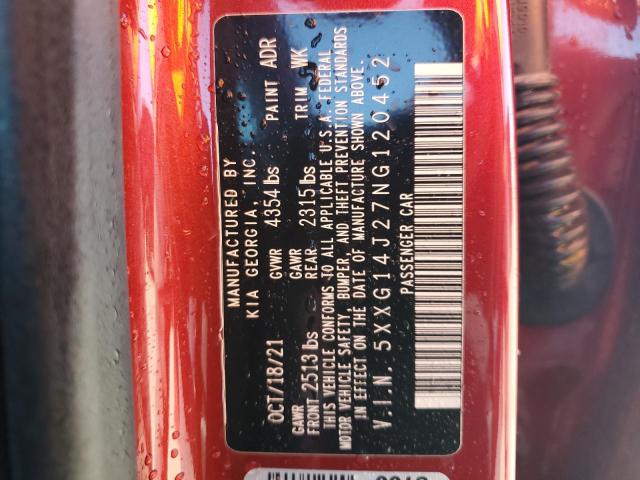 MANUFACTURED BY
KIA GEORGIA, INC.
OCT/18/21 GVWR 4354 lbs PAINT ADR
GAWR FRONT 2513 lbs GAWR REAR 2315 lbs TRIM WK
THIS VEHICLE CONFORMS TO ALL APPLICABLE U.S.A. FEDERAL
MOTOR VEHICLE SAFETY, BUMPER, AND THEFT PREVENTION STANDARDS
IN EFFECT ON THE DATE OF MANUFACTURE SHOWN ABOVE.
V.I.N. 5XXG14J27NG120452
PASSENGER CAR